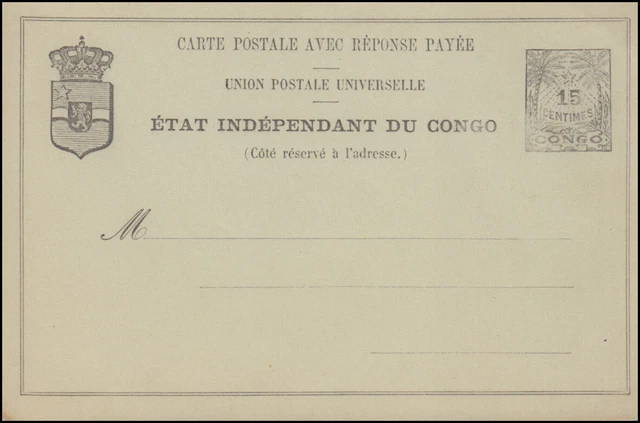 CARTE POSTALE AVEC RÉPONSE PAYÉE
UNION POSTALE UNIVERSELLE
ÉTAT INDÉPENDANT DU CONGO
(Côté réservé à l'adresse.)
15
CENTIMES
CONGO
M